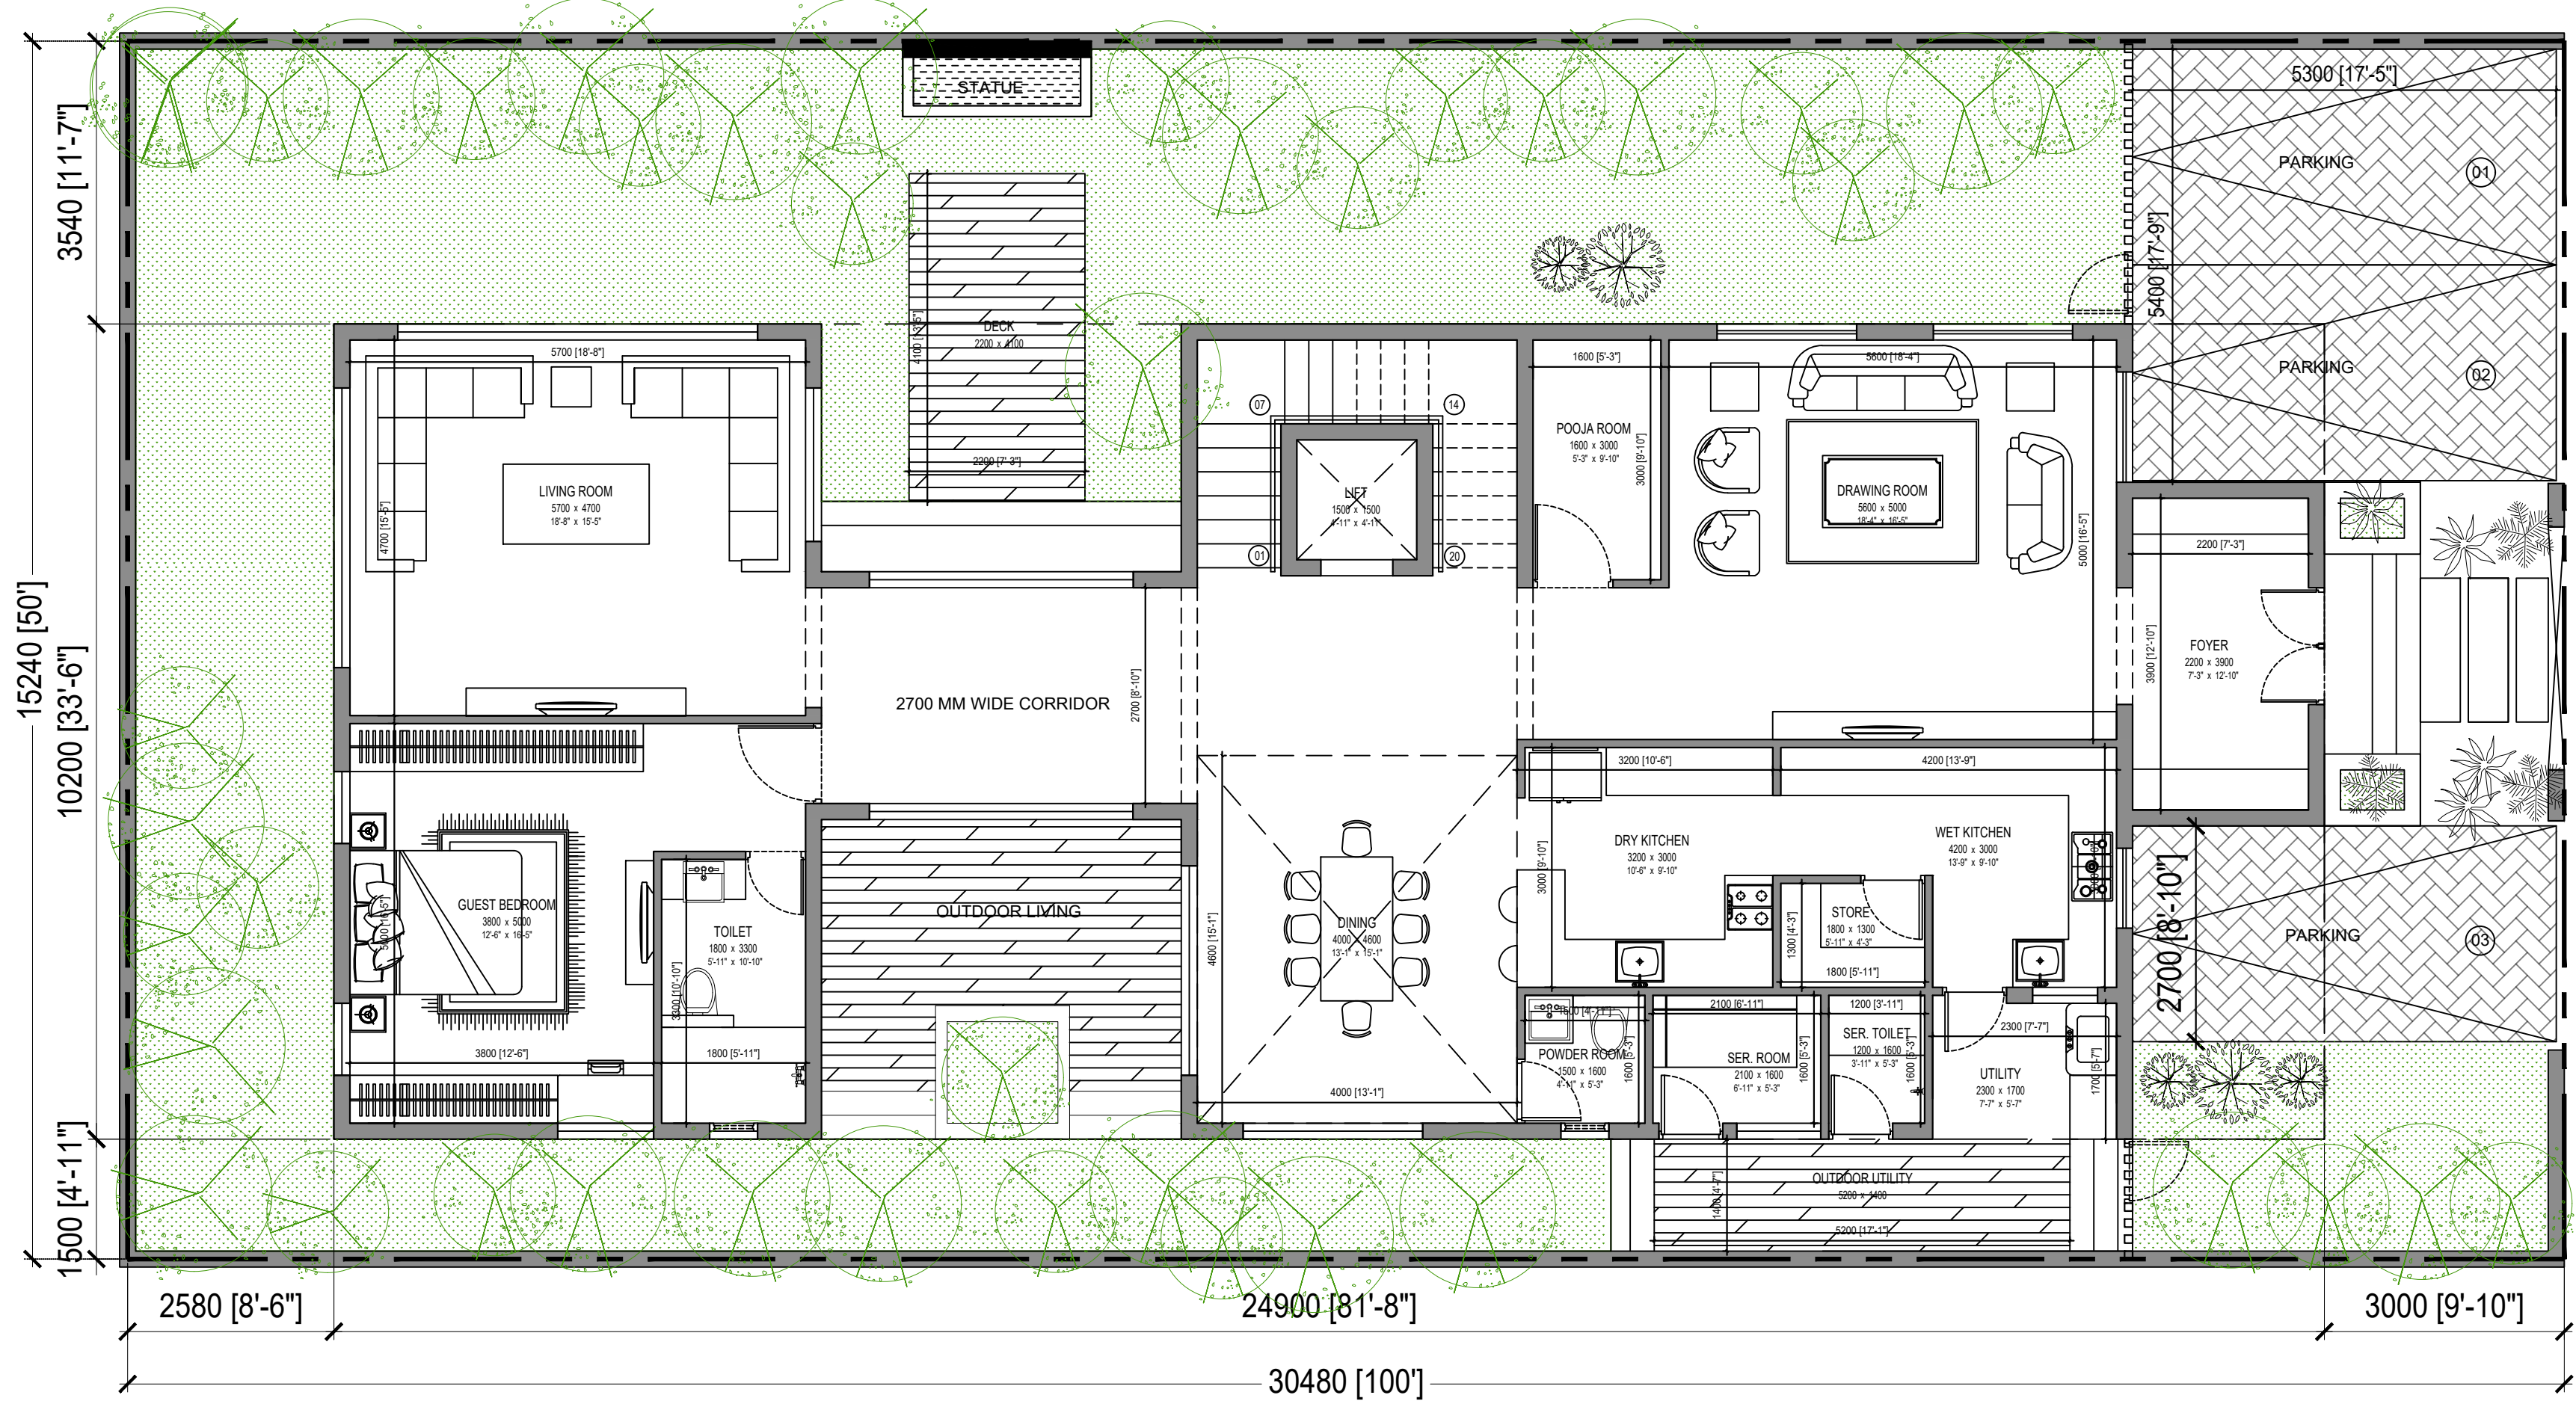 STATUE
5300 [17'-5"]
PARKING
01
3540 [11'-7"]
5400 [17'-9"]
DECK
2200 x 4100
4100 [13'-5"]
2200 [7'-3"]
5700 [18'-8"]
1600 [5'-3"]
5600 [18'-4"]
PARKING
02
07
14
POOJA ROOM
1600 x 3000
5'-3" x 9'-10"
3000 [9'-10"]
LIVING ROOM
5700 x 4700
18'-8" x 15'-5"
4700 [15'-5"]
LIFT
1500 x 1500
4'-11" x 4'-11"
DRAWING ROOM
5600 x 5000
18'-4" x 16'-5"
5000 [16'-5"]
01
20
2200 [7'-3"]
15240 [50']
10200 [33'-6"]
FOYER
2200 x 3900
7'-3" x 12'-10"
3900 [12'-10"]
2700 MM WIDE CORRIDOR
2700 [8'-10"]
3200 [10'-6"]
4200 [13'-9"]
DRY KITCHEN
3200 x 3000
10'-6" x 9'-10"
3000 [9'-10"]
WET KITCHEN
4200 x 3000
13'-9" x 9'-10"
GUEST BEDROOM
3800 x 5000
12'-6" x 16'-5"
5000 [16'-5"]
OUTDOOR LIVING
TOILET
1800 x 3300
5'-11" x 10'-10"
3300 [10'-10"]
DINING
4000 x 4600
13'-1" x 15'-1"
4600 [15'-1"]
STORE
1800 x 1300
5'-11" x 4'-3"
1300 [4'-3"]
1800 [5'-11"]
PARKING
03
2700 [8'-10"]
1500 [4'-11"]
2100 [6'-11"]
1200 [3'-11"]
2300 [7'-7"]
POWDER ROOM
1500 x 1600
4'-11" x 5'-3"
1600 [5'-3"]
SER. ROOM
2100 x 1600
6'-11" x 5'-3"
1600 [5'-3"]
SER. TOILET
1200 x 1600
3'-11" x 5'-3"
1600 [5'-3"]
UTILITY
2300 x 1700
7'-7" x 5'-7"
1700 [5'-7"]
3800 [12'-6"]
1800 [5'-11"]
4000 [13'-1"]
1500 [4'-11"]
OUTDOOR UTILITY
5200 x 1400
1400 [4'-7"]
5200 [17'-1"]
2580 [8'-6"]
24900 [81'-8"]
3000 [9'-10"]
30480 [100']